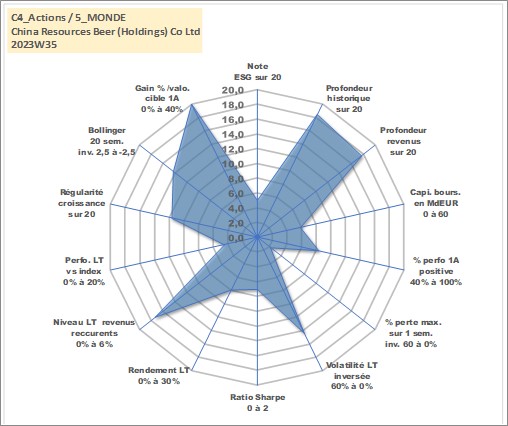 C4_Actions / 5_MONDE
China Resources Beer (Holdings) Co Ltd
2023W35
Note
ESG sur 20
Profondeur
historique
sur 20
Profondeur
revenus
sur 20
Capi. bours.
en MdEUR
0 à 60
% perfo 1A
positive
40% à 100%
% perte max.
sur 1 sem.
inv. 60 à 0%
Volatilité LT
inversée
60% à 0%
Ratio Sharpe
0 à 2
Rendement LT
0% à 30%
Niveau LT revenus
reccurents
0% à 6%
Perfo. LT
vs index
0% à 20%
Régularité
croissance
sur 20
Bollinger
20 sem.
inv. 2,5 à -2,5
Gain % /valo.
cible 1A
0% à 40%
20,0
18,0
16,0
14,0
12,0
10,0
8,0
6,0
4,0
2,0
0,0